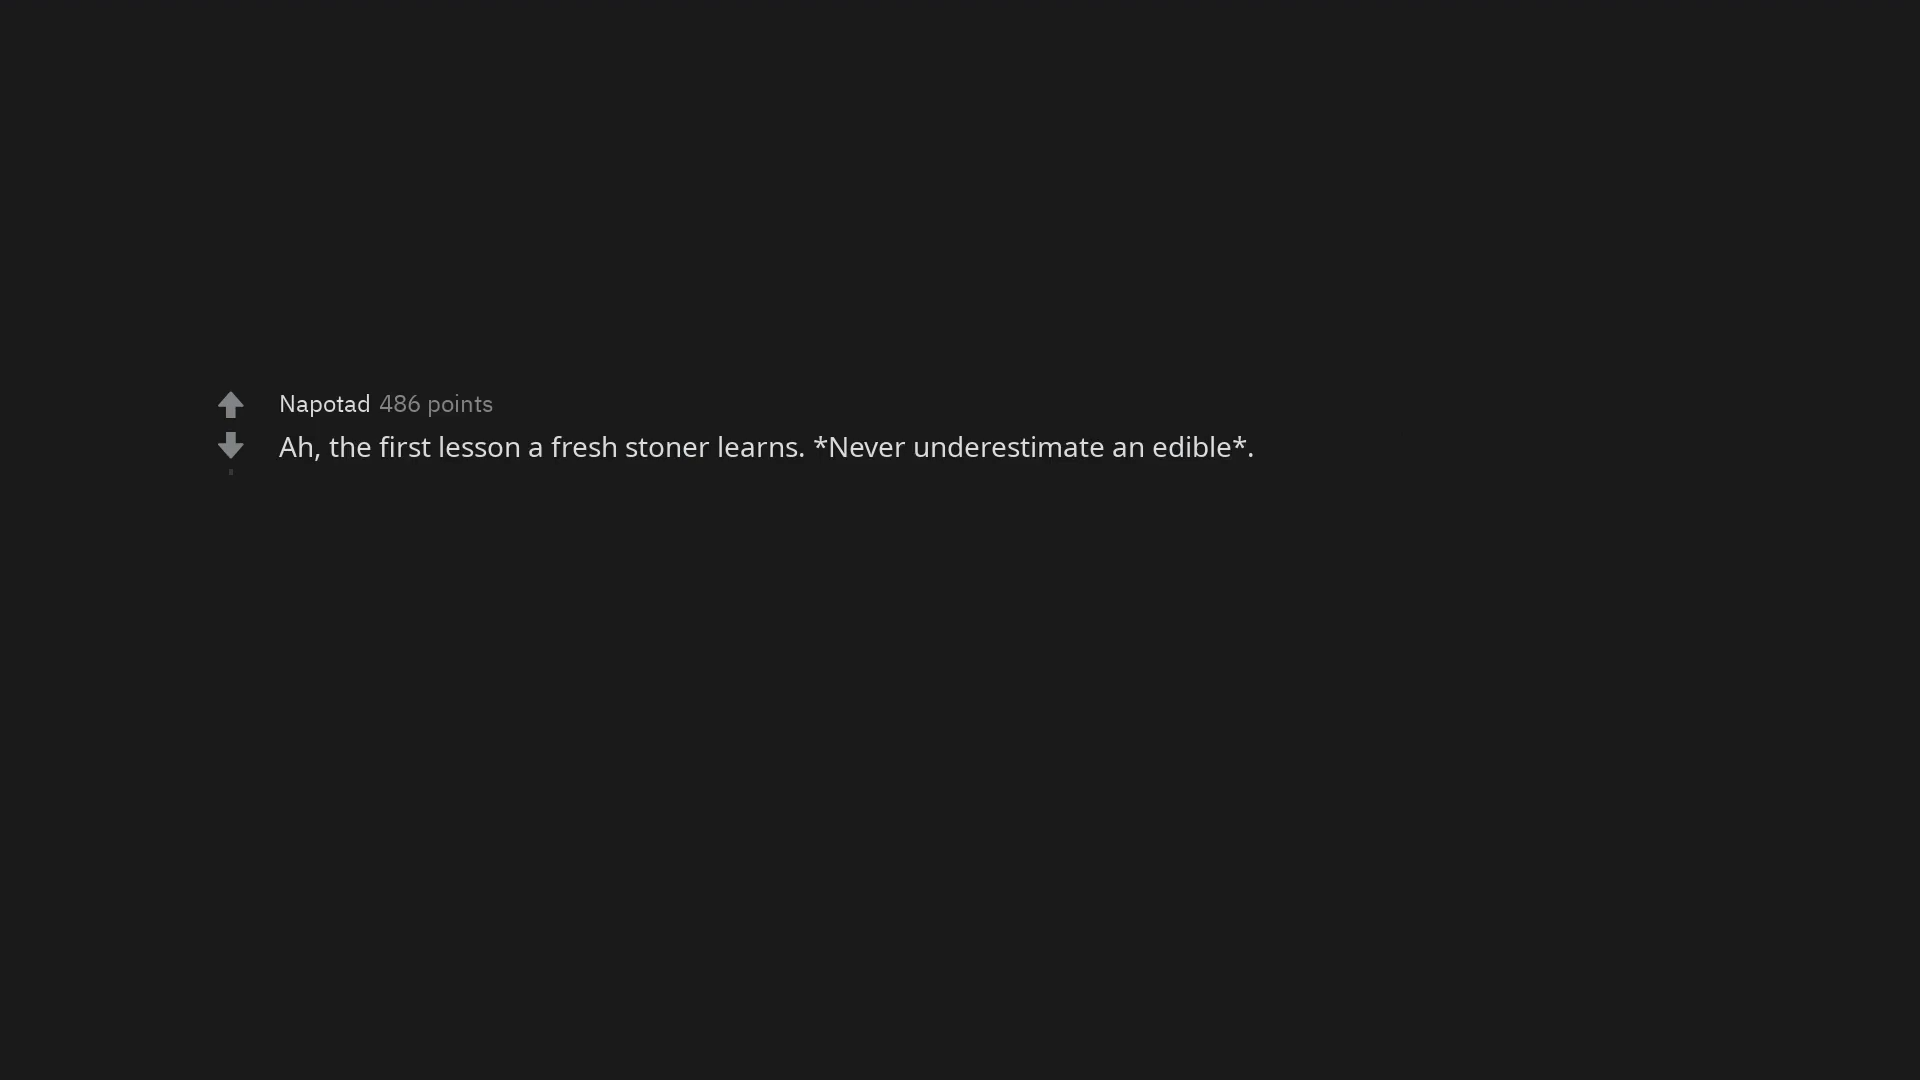 Napotad 486 points
Ah, the first lesson a fresh stoner learns. *Never underestimate an edible*.